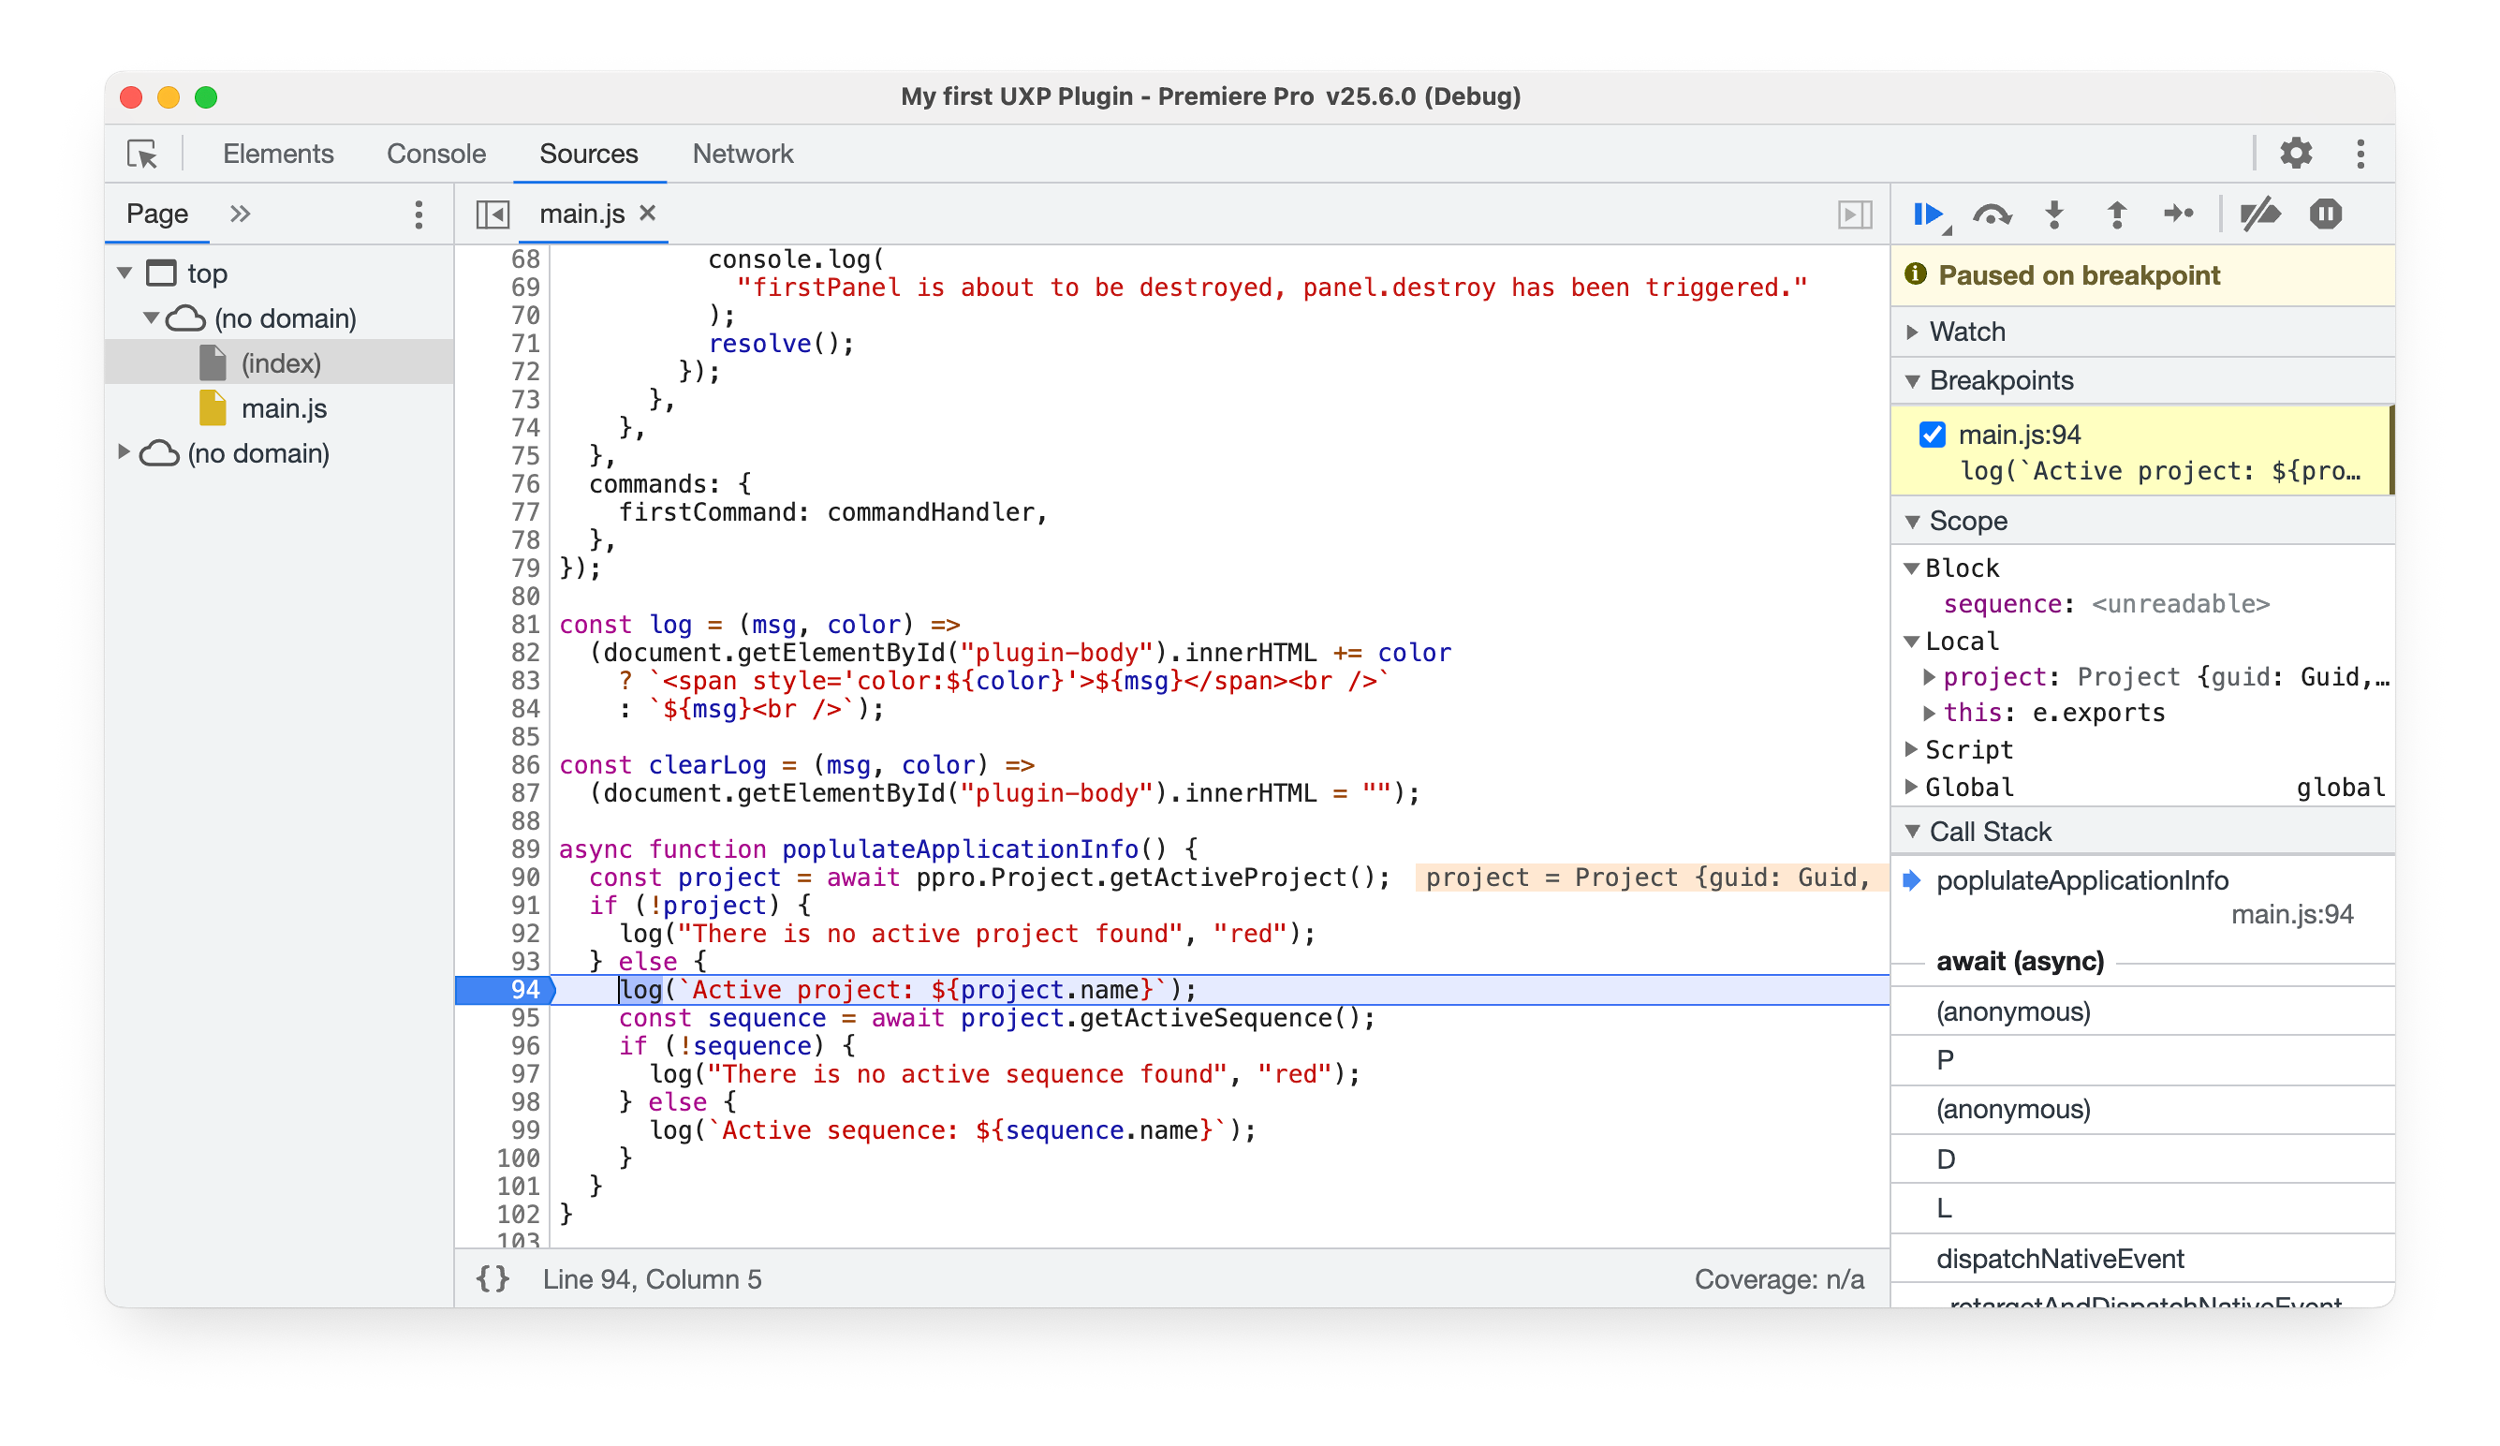 My first UXP Plugin - Premiere Pro v25.6.0 (Debug)
Elements Console Sources Network
Page
main.js
top
(no domain)
(index)
main.js
(no domain)
68 console.log(
69 "firstPanel is about to be destroyed, panel.destroy has been triggered."
70 );
71 resolve();
72 });
73 },
74 },
75 },
76 commands: {
77 firstCommand: commandHandler,
78 },
79 });
80
81 const log = (msg, color) =>
82 (document.getElementById("plugin-body").innerHTML += color
83 ? `<span style='color:${color}'>${msg}</span><br />`
84 : `${msg}<br />`);
85
86 const clearLog = (msg, color) =>
87 (document.getElementById("plugin-body").innerHTML = "");
88
89 async function poplulateApplicationInfo() {
90 const project = await ppro.Project.getActiveProject(); project = Project {guid: Guid,
91 if (!project) {
92 log("There is no active project found", "red");
93 } else {
94 log(`Active project: ${project.name}`);
95 const sequence = await project.getActiveSequence();
96 if (!sequence) {
97 log("There is no active sequence found", "red");
98 } else {
99 log(`Active sequence: ${sequence.name}`);
100 }
101 }
102 }
103
{} Line 94, Column 5 Coverage: n/a
Paused on breakpoint
Watch
Breakpoints
main.js:94
log(`Active project: ${pro…
Scope
Block
sequence: <unreadable>
Local
project: Project {guid: Guid,…
this: e.exports
Script
Global global
Call Stack
poplulateApplicationInfo
main.js:94
await (async)
(anonymous)
P
(anonymous)
D
L
dispatchNativeEvent
retargetAndDispatchNativeEvent